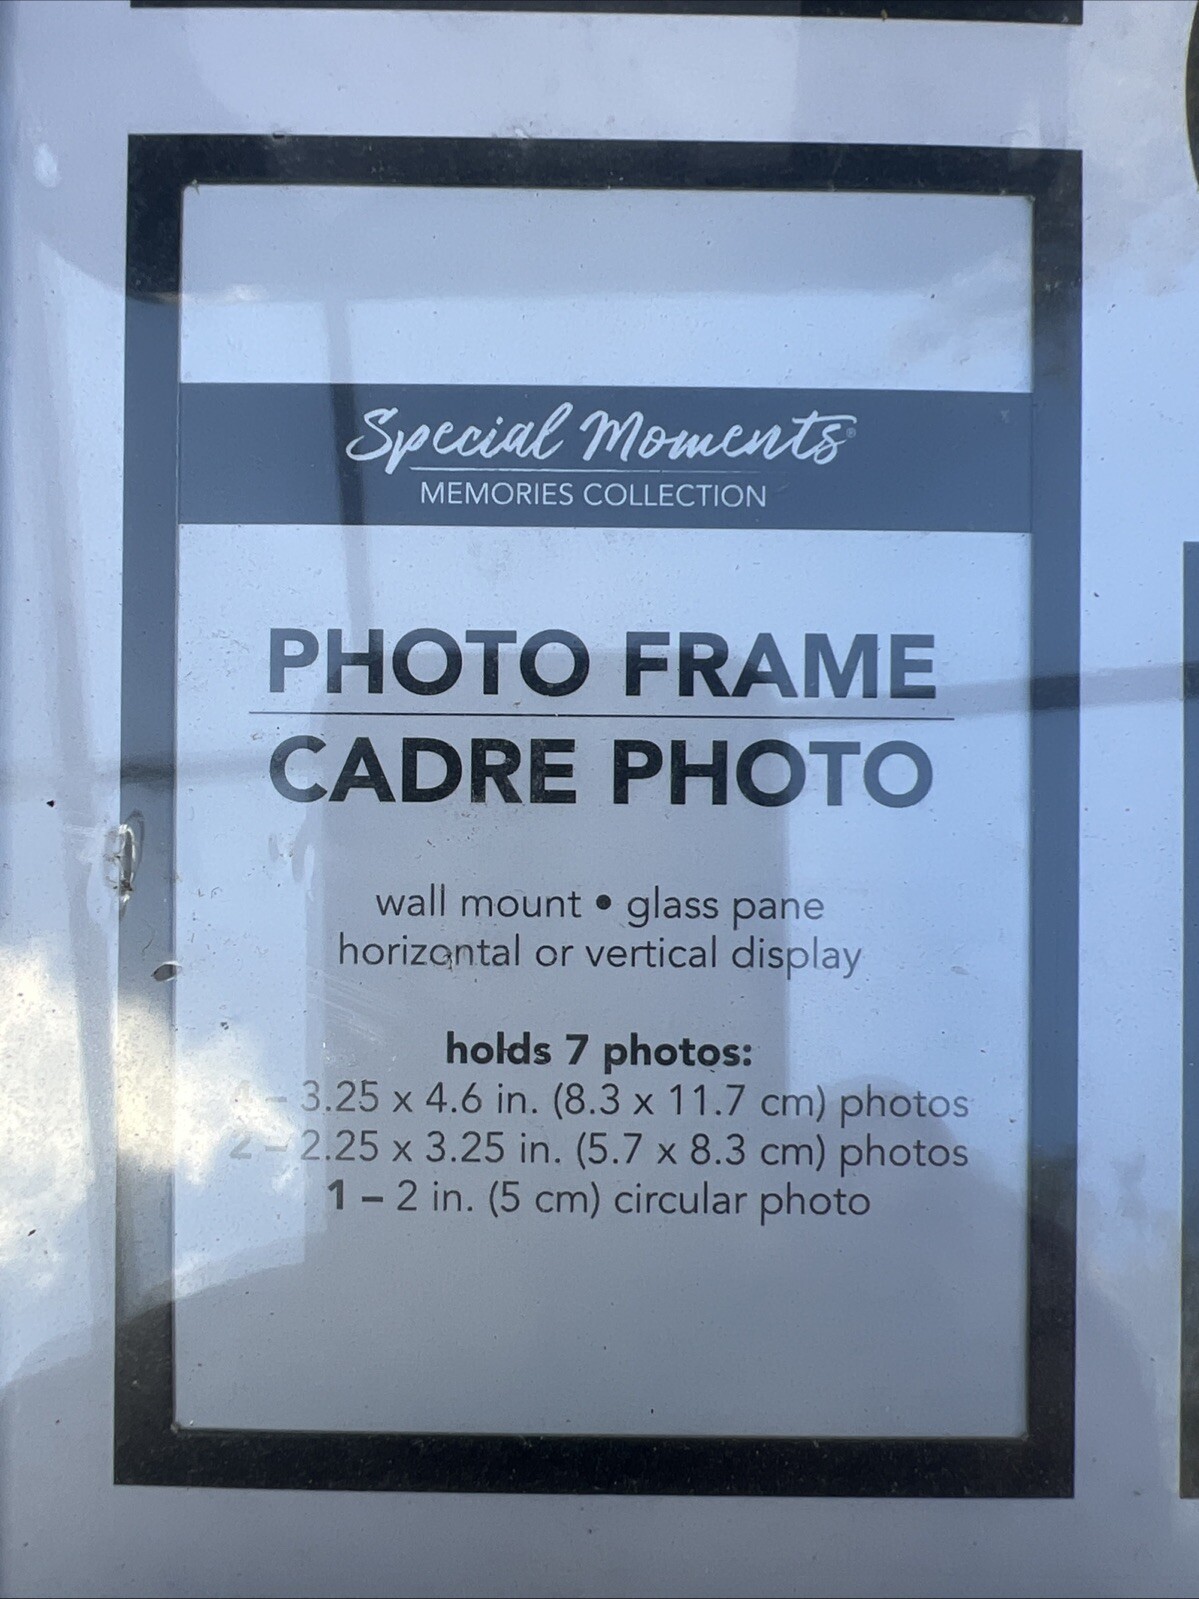 Special Moments®
MEMORIES COLLECTION
PHOTO FRAME
CADRE PHOTO
wall mount • glass pane
horizontal or vertical display
holds 7 photos:
4 – 3.25 x 4.6 in. (8.3 x 11.7 cm) photos
2 – 2.25 x 3.25 in. (5.7 x 8.3 cm) photos
1 – 2 in. (5 cm) circular photo